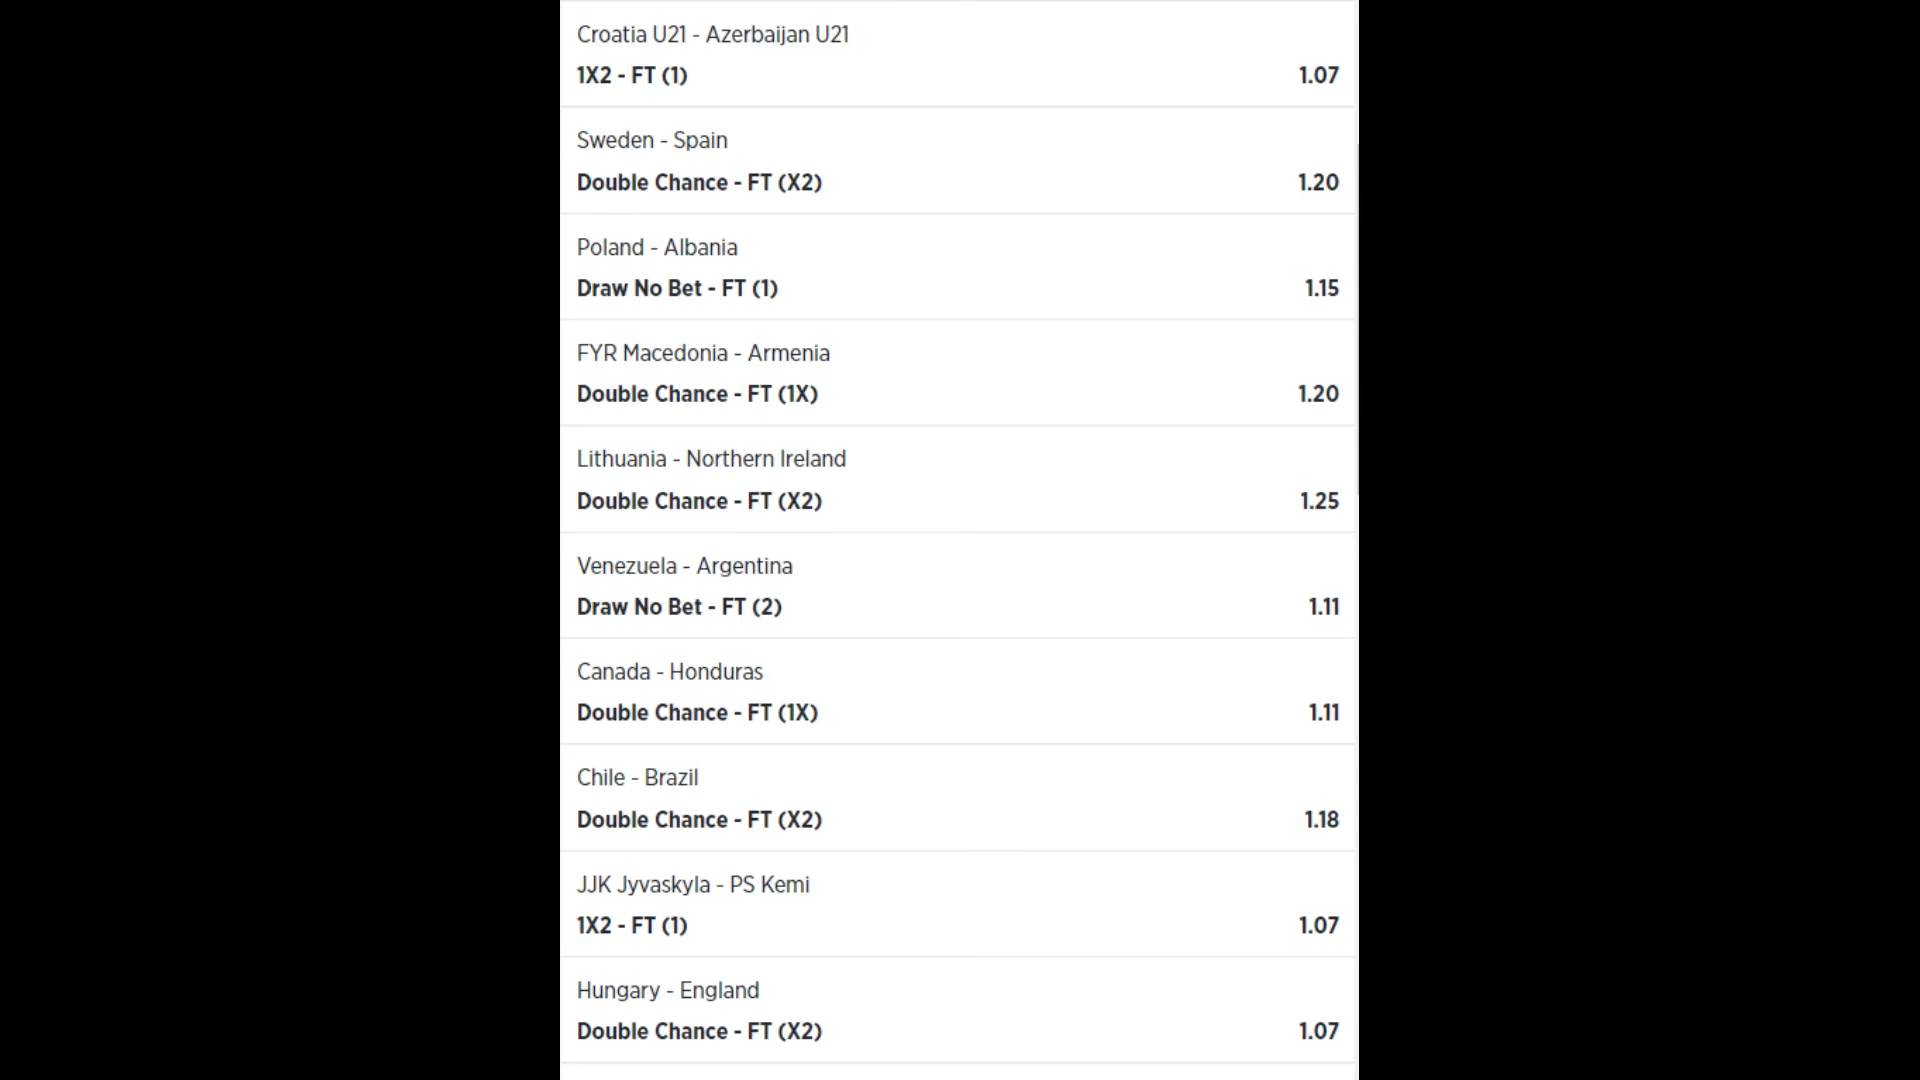 Croatia U21 - Azerbaijan U21
1X2 - FT (1) 1.07
Sweden - Spain
Double Chance - FT (X2) 1.20
Poland - Albania
Draw No Bet - FT (1) 1.15
FYR Macedonia - Armenia
Double Chance - FT (1X) 1.20
Lithuania - Northern Ireland
Double Chance - FT (X2) 1.25
Venezuela - Argentina
Draw No Bet - FT (2) 1.11
Canada - Honduras
Double Chance - FT (1X) 1.11
Chile - Brazil
Double Chance - FT (X2) 1.18
JJK Jyvaskyla - PS Kemi
1X2 - FT (1) 1.07
Hungary - England
Double Chance - FT (X2) 1.07